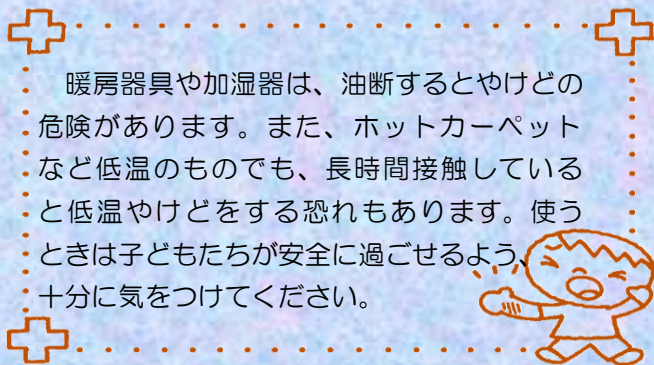 暖房器具や加湿器は、油断するとやけどの
危険があります。また、ホットカーペット
など低温のものでも、長時間接触している
と低温やけどをする恐れもあります。使う
ときは子どもたちが安全に過ごせるよう、
十分に気をつけてください。